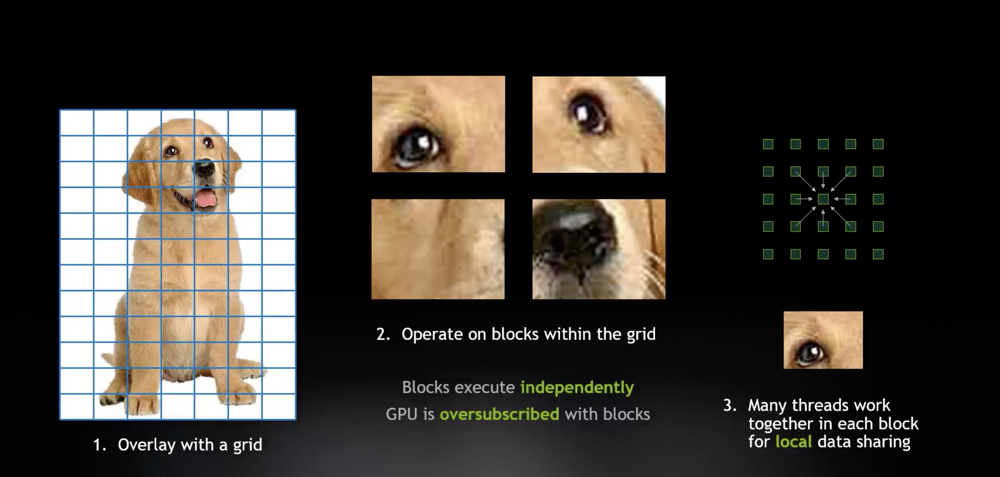 1. Overlay with a grid
2. Operate on blocks within the grid
Blocks execute independently
GPU is oversubscribed with blocks
3. Many threads work
together in each block
for local data sharing